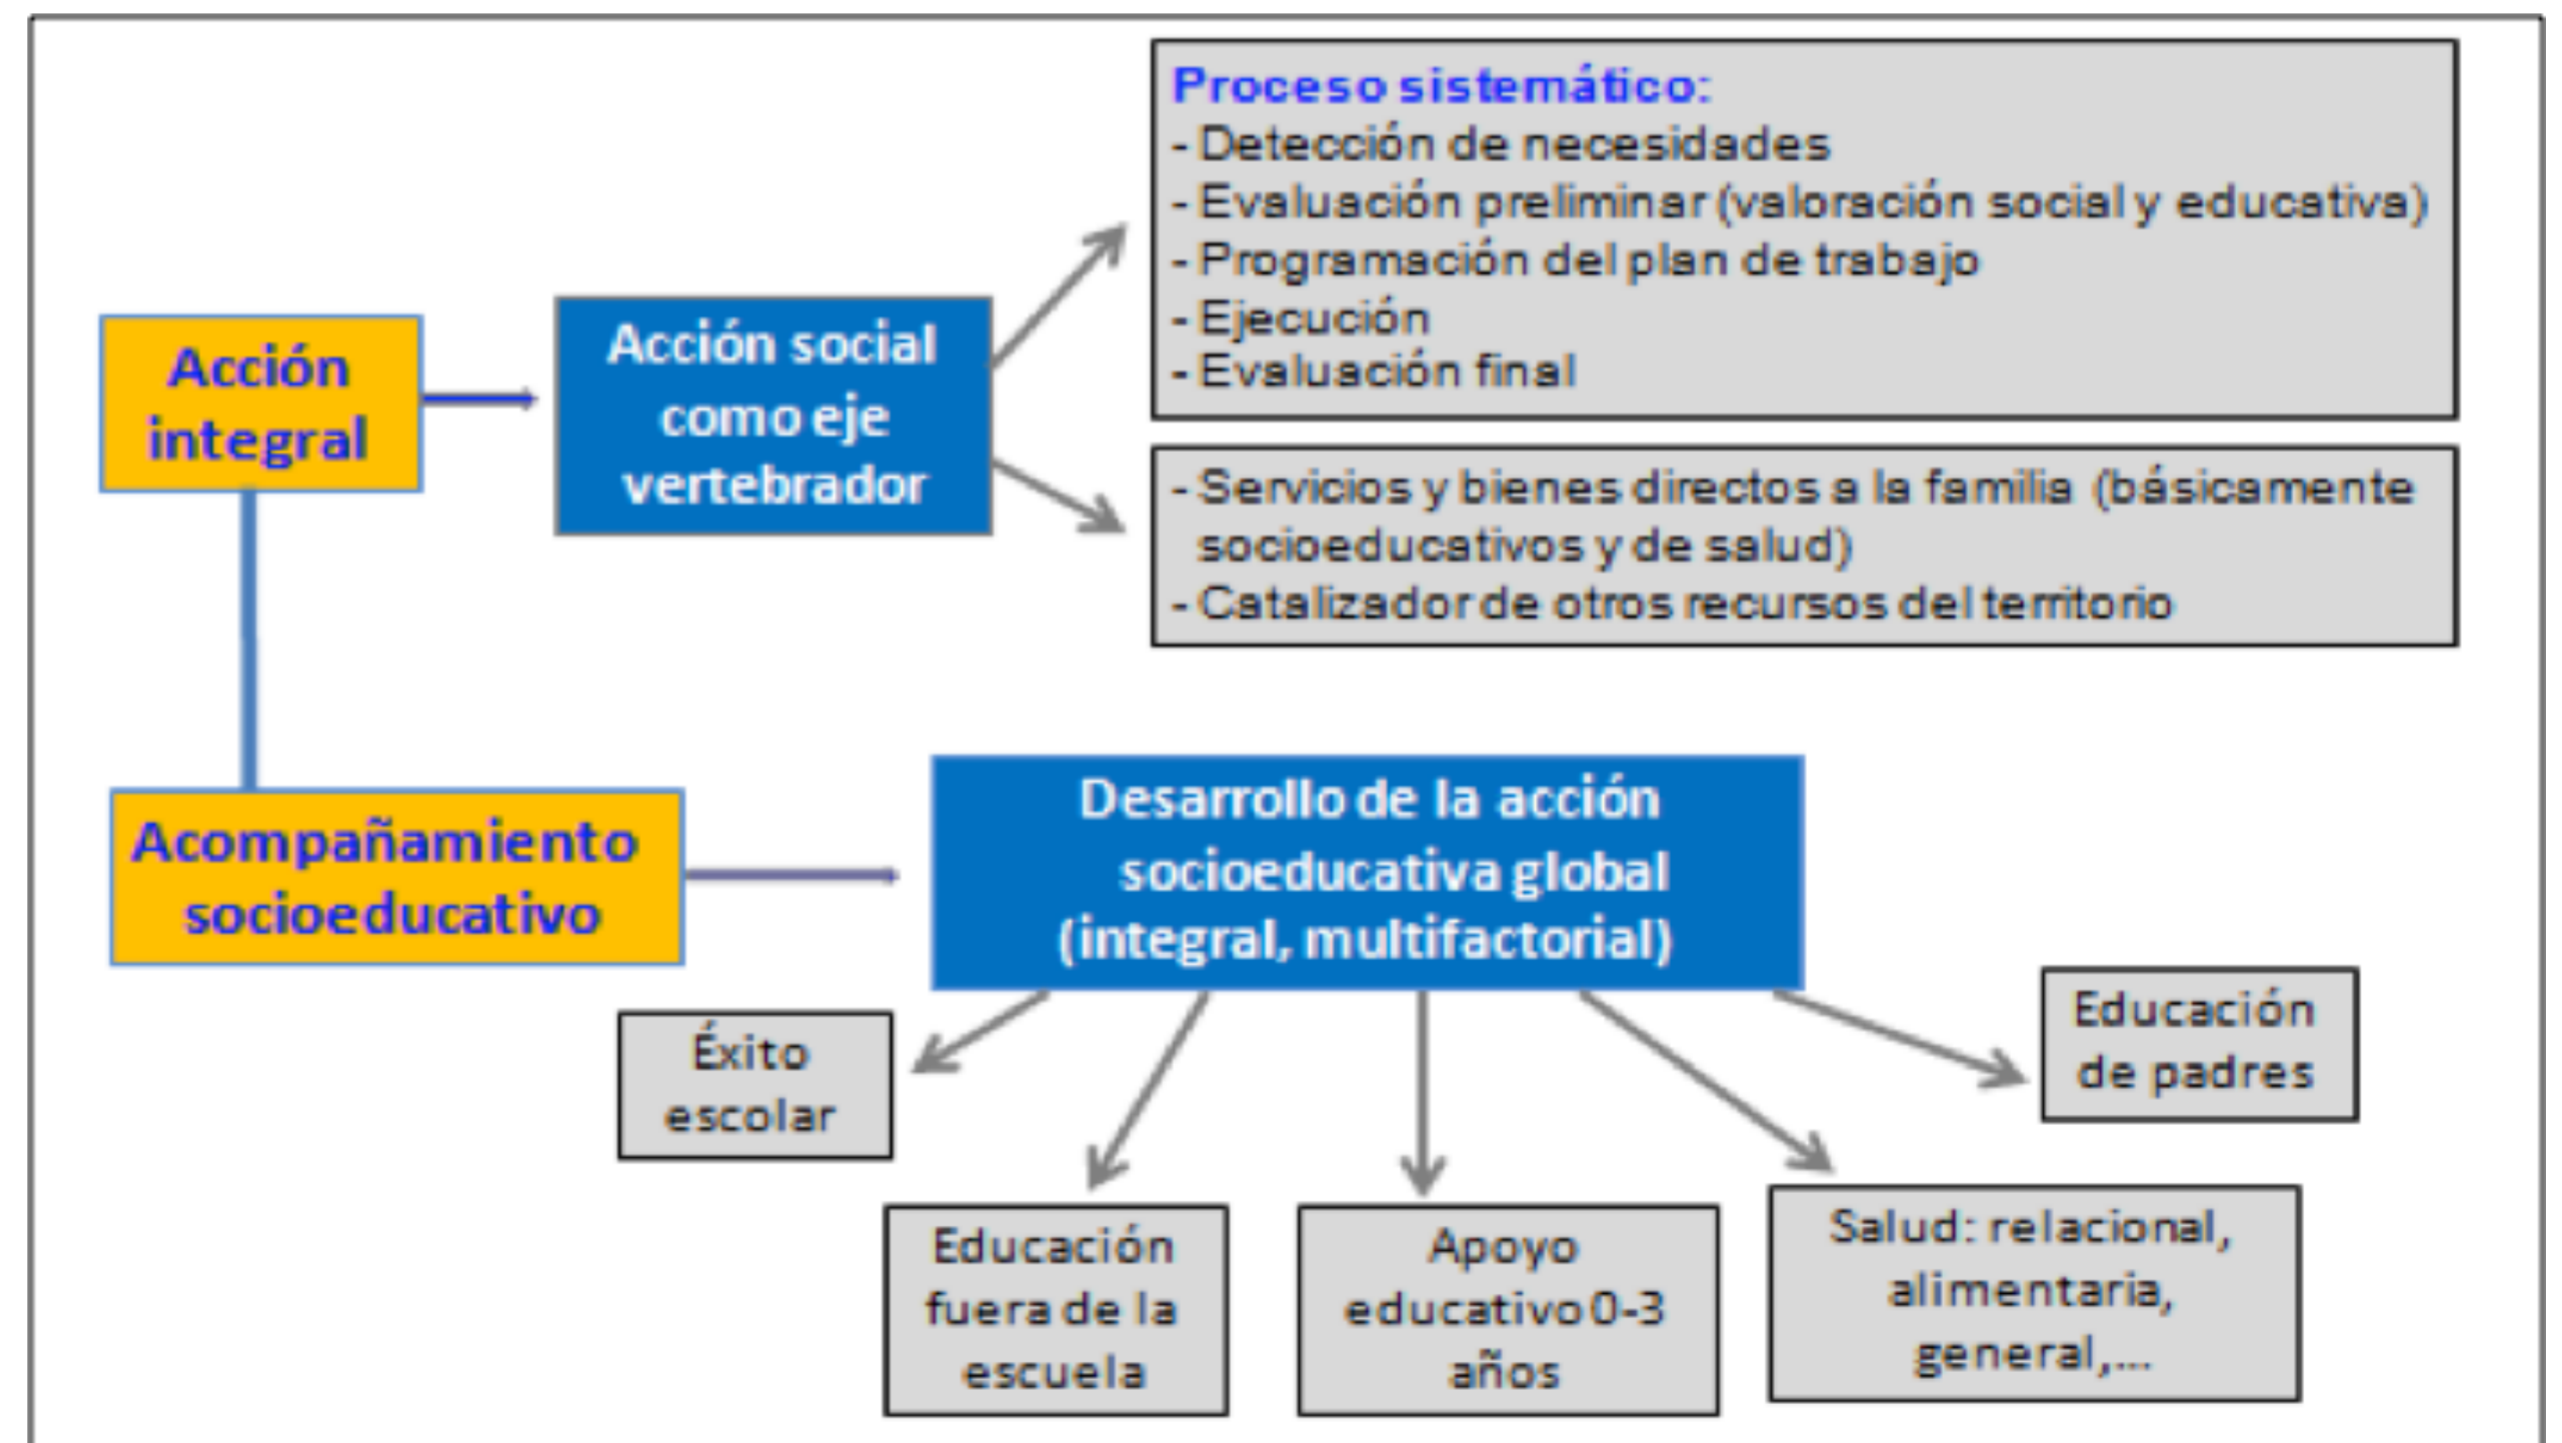 Proceso sistemático:
- Detección de necesidades
- Evaluación preliminar (valoración social y educativa)
- Programación del plan de trabajo
- Ejecución
- Evaluación final
Acción
integral
Acción social
como eje
vertebrador
- Servicios y bienes directos a la familia (básicamente
socioeducativos y de salud)
- Catalizador de otros recursos del territorio
Acompañamiento
socioeducativo
Desarrollo de la acción
socioeducativa global
(integral, multifactorial)
Éxito
escolar
Educación
fuera de la
escuela
Apoyo
educativo 0-3
años
Salud: relacional,
alimentaria,
general,...
Educación
de padres